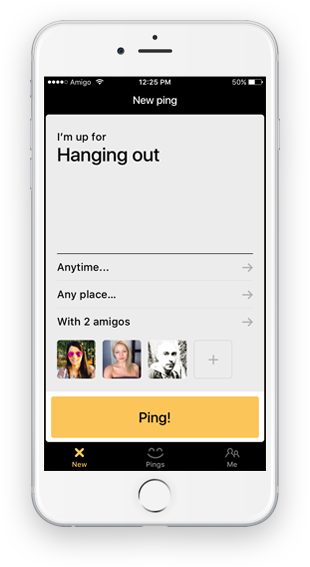 Amigo 12:25 PM 50%
New ping
I'm up for
Hanging out
Anytime...
Any place...
With 2 amigos
+
Ping!
New Pings Me